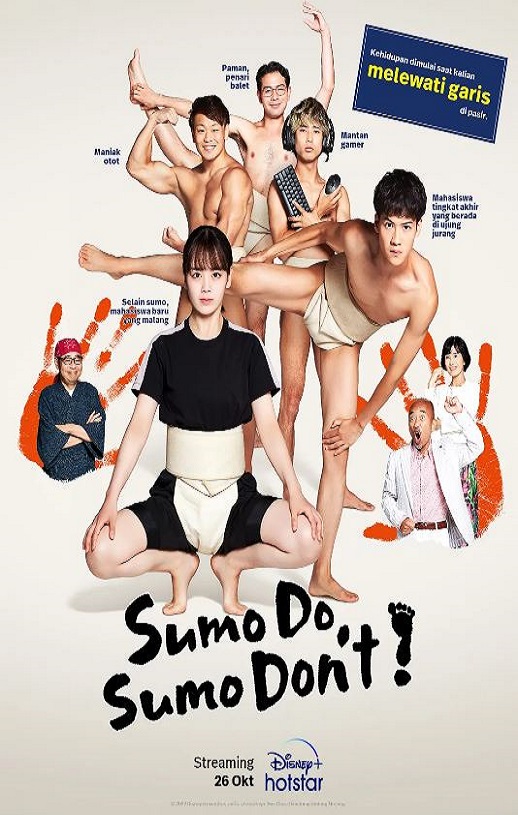 Kehidupan dimulai saat kalian
melewati garis
di pasir.
Paman,
penari
balet
Mantan
gamer
Maniak
otot
Mahasiswa
tingkat akhir
yang berada
di ujung
jurang
Selain sumo,
mahasiswa baru
yang matang
Sumo Do,
Sumo Don't!
Streaming
26 Okt
Disney+
hotstar